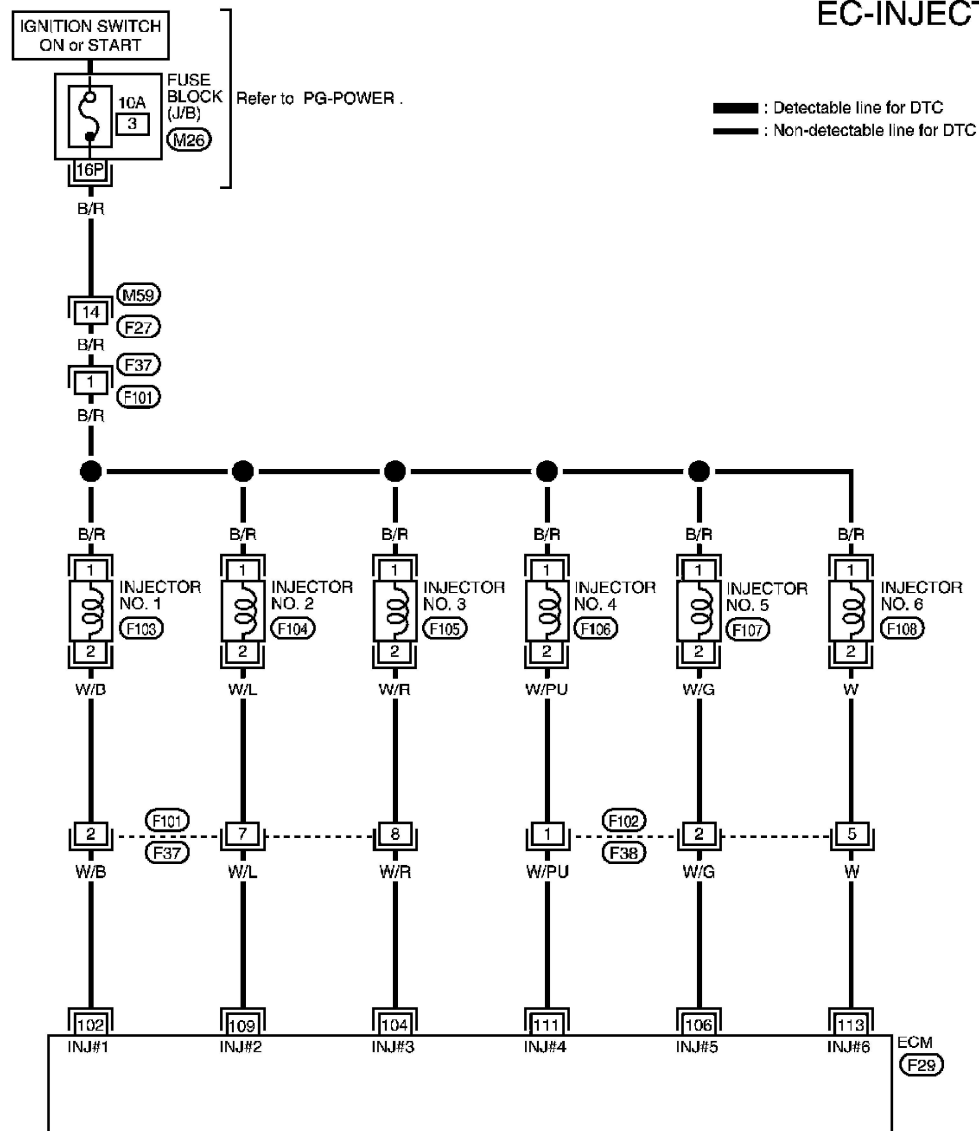 EC-INJECT
IGNITION SWITCH
ON or START
FUSE
BLOCK
(J/B)
10A
3
M26
Refer to PG-POWER .
: Detectable line for DTC
: Non-detectable line for DTC
16P
B/R
M59
14
F27
B/R
F37
1
F101
B/R
B/R B/R B/R B/R B/R B/R
1 1 1 1 1 1
INJECTOR
NO. 1
F103
INJECTOR
NO. 2
F104
INJECTOR
NO. 3
F105
INJECTOR
NO. 4
F106
INJECTOR
NO. 5
F107
INJECTOR
NO. 6
F108
2 2 2 2 2 2
W/B W/L W/R W/PU W/G W
F101 F102
2 7 8 1 2 5
F37 F38
W/B W/L W/R W/PU W/G W
102 109 104 111 106 113
INJ#1 INJ#2 INJ#3 INJ#4 INJ#5 INJ#6
ECM
F29